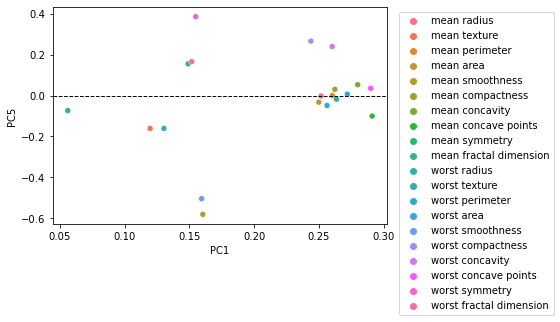 0.4
0.2
0.0
−0.2
−0.4
−0.6
PC5
0.05 0.10 0.15 0.20 0.25 0.30
PC1
mean radius
mean texture
mean perimeter
mean area
mean smoothness
mean compactness
mean concavity
mean concave points
mean symmetry
mean fractal dimension
worst radius
worst texture
worst perimeter
worst area
worst smoothness
worst compactness
worst concavity
worst concave points
worst symmetry
worst fractal dimension